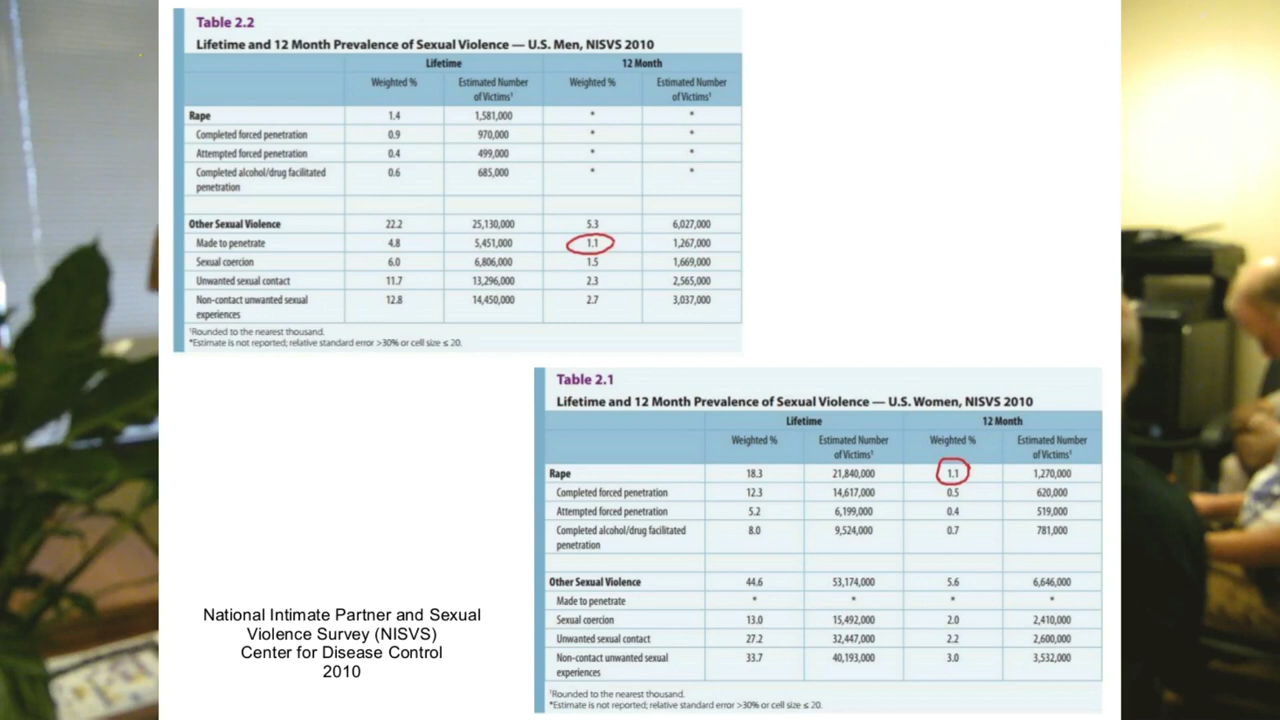 Table 2.2
Lifetime and 12 Month Prevalence of Sexual Violence — U.S. Men, NISVS 2010
Lifetime 12 Month
Weighted % Estimated Number of Victims¹ Weighted % Estimated Number of Victims¹
Rape 1.4 1,581,000 * *
Completed forced penetration 0.9 970,000 * *
Attempted forced penetration 0.4 499,000 * *
Completed alcohol/drug facilitated penetration 0.6 685,000 * *
Other Sexual Violence 22.2 25,130,000 5.3 6,027,000
Made to penetrate 4.8 5,451,000 1.1 1,267,000
Sexual coercion 6.0 6,806,000 1.5 1,669,000
Unwanted sexual contact 11.7 13,296,000 2.3 2,565,000
Non-contact unwanted sexual experiences 12.8 14,450,000 2.7 3,037,000
¹Rounded to the nearest thousand.
*Estimate is not reported; relative standard error >30% or cell size ≤ 20.
Table 2.1
Lifetime and 12 Month Prevalence of Sexual Violence — U.S. Women, NISVS 2010
Lifetime 12 Month
Weighted % Estimated Number of Victims¹ Weighted % Estimated Number of Victims¹
Rape 18.3 21,840,000 1.1 1,270,000
Completed forced penetration 12.3 14,617,000 0.5 620,000
Attempted forced penetration 5.2 6,199,000 0.4 519,000
Completed alcohol/drug facilitated penetration 8.0 9,524,000 0.7 781,000
Other Sexual Violence 44.6 53,174,000 5.6 6,646,000
Made to penetrate * * * *
Sexual coercion 13.0 15,492,000 2.0 2,410,000
Unwanted sexual contact 27.2 32,447,000 2.2 2,600,000
Non-contact unwanted sexual experiences 33.7 40,193,000 3.0 3,532,000
¹Rounded to the nearest thousand.
*Estimate is not reported; relative standard error >30% or cell size ≤ 20.
National Intimate Partner and Sexual
Violence Survey (NISVS)
Center for Disease Control
2010